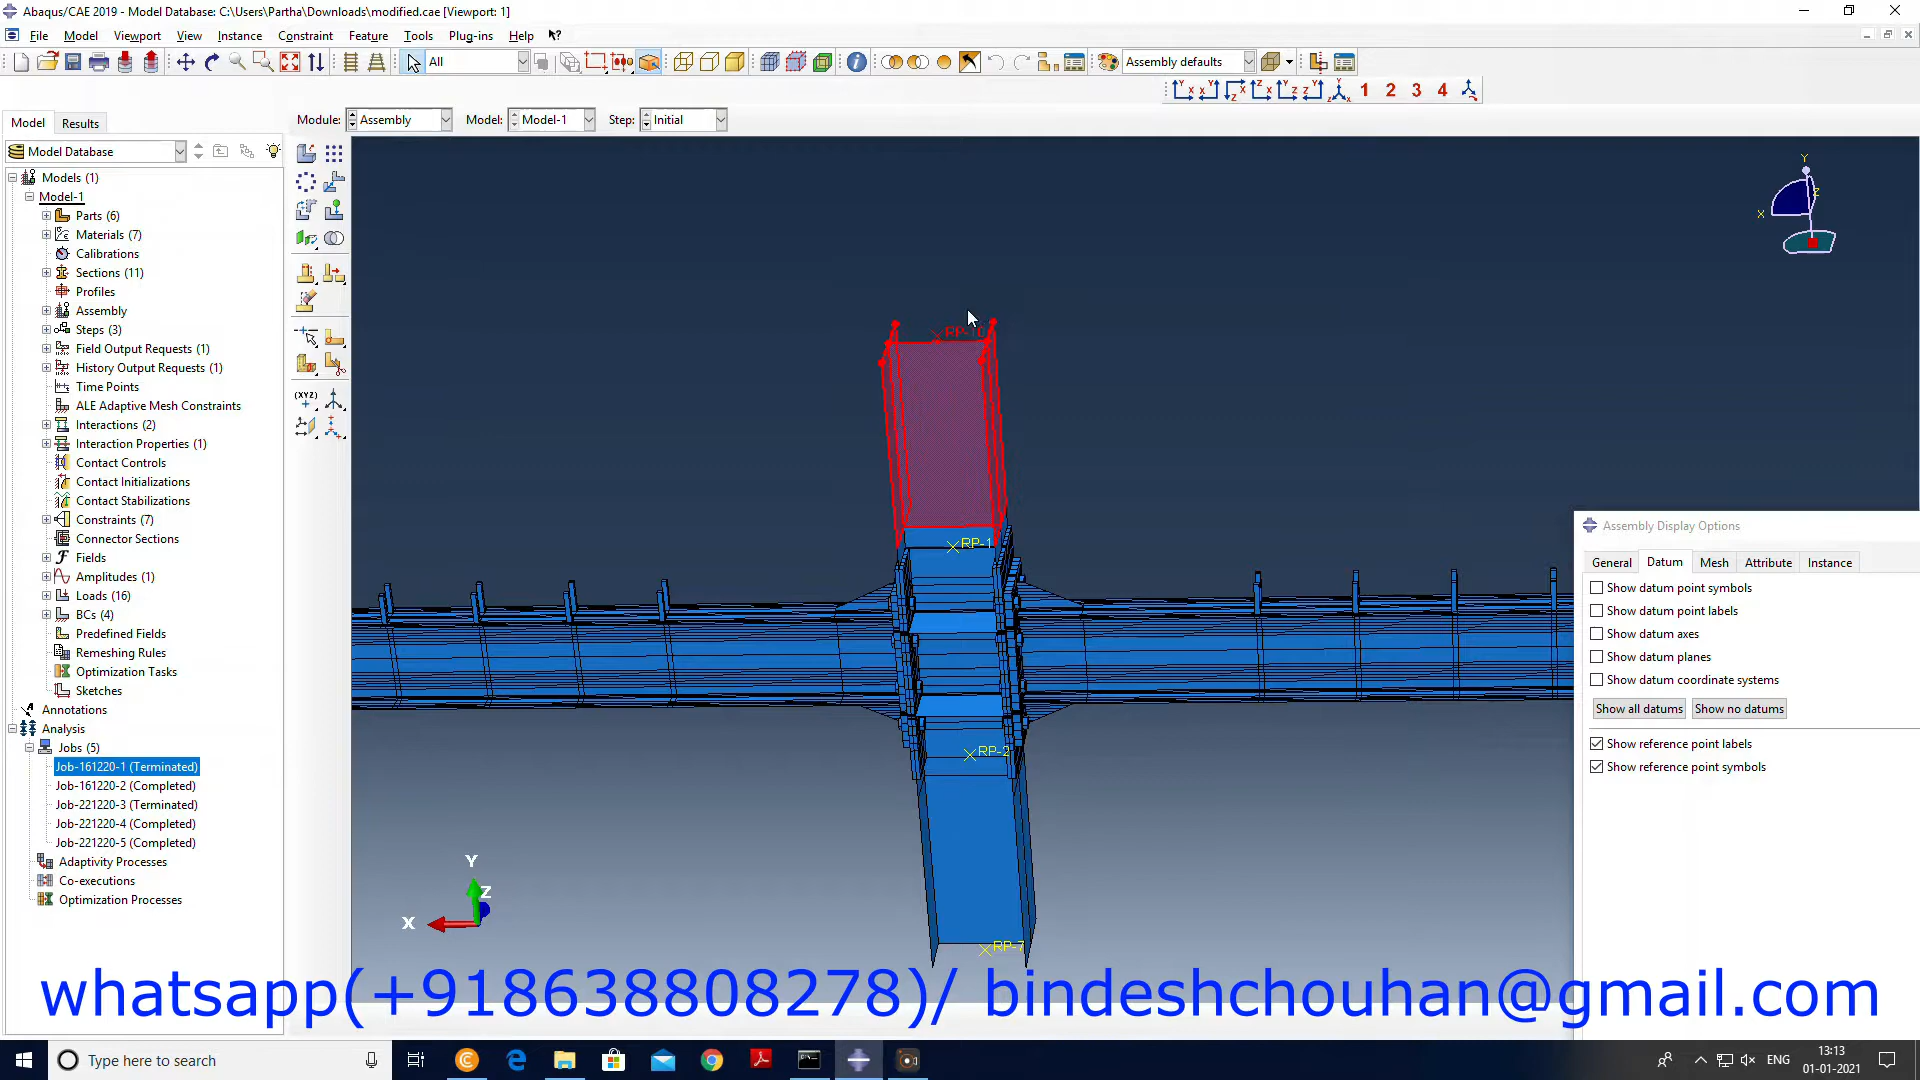 Abaqus/CAE 2019 - Model Database: C:\Users\Partha\Downloads\modified.cae [Viewport: 1]
File Model Viewport View Instance Constraint Feature Tools Plug-ins Help
All
Assembly defaults
1 2 3 4
Model Results
Module: Assembly Model: Model-1 Step: Initial
Model Database
Models (1)
Model-1
Parts (6)
Materials (7)
Calibrations
Sections (11)
Profiles
Assembly
Steps (3)
Field Output Requests (1)
History Output Requests (1)
Time Points
ALE Adaptive Mesh Constraints
Interactions (2)
Interaction Properties (1)
Contact Controls
Contact Initializations
Contact Stabilizations
Constraints (7)
Connector Sections
Fields
Amplitudes (1)
Loads (16)
BCs (4)
Predefined Fields
Remeshing Rules
Optimization Tasks
Sketches
Annotations
Analysis
Jobs (5)
Job-161220-1 (Terminated)
Job-161220-2 (Completed)
Job-221220-3 (Terminated)
Job-221220-4 (Completed)
Job-221220-5 (Completed)
Adaptivity Processes
Co-executions
Optimization Processes
Y
X
Z
RP-10
RP-1
RP-2
RP-7
Y
Z
X
Assembly Display Options
General Datum Mesh Attribute Instance
Show datum point symbols
Show datum point labels
Show datum axes
Show datum planes
Show datum coordinate systems
Show all datums Show no datums
Show reference point labels
Show reference point symbols
whatsapp(+918638808278)/ bindeshchouhan@gmail.com
Type here to search
ENG
13:13
01-01-2021